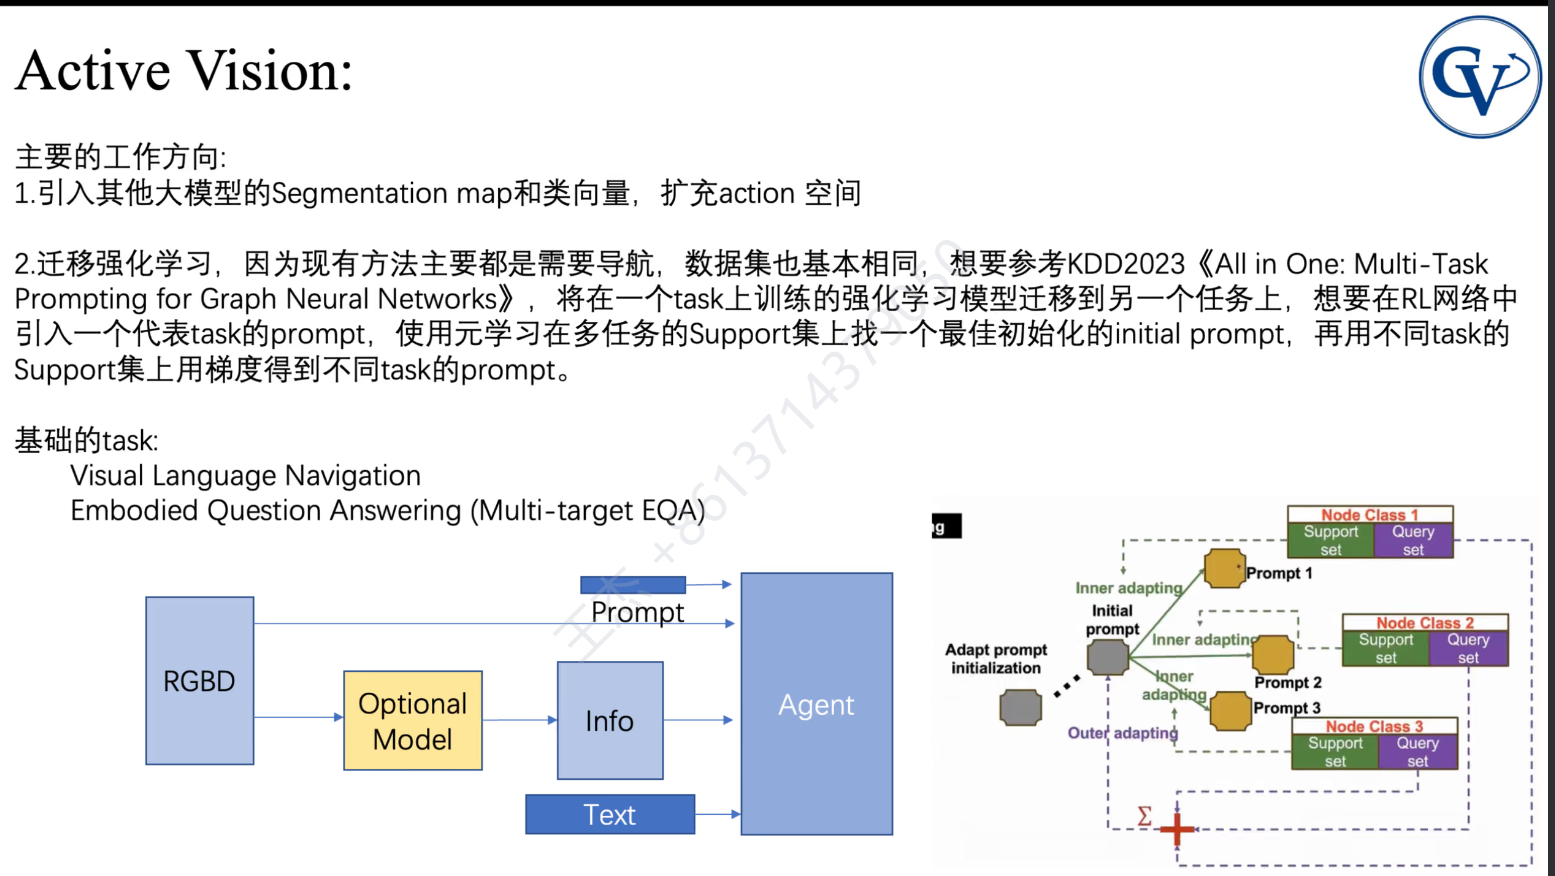 Active Vision:
GV
主要的工作方向:
1.引入其他大模型的Segmentation map和类向量，扩充action 空间
2.迁移强化学习，因为现有方法主要都是需要导航，数据集也基本相同，想要参考KDD2023《All in One: Multi-Task
Prompting for Graph Neural Networks》，将在一个task上训练的强化学习模型迁移到另一个任务上，想要在RL网络中
引入一个代表task的prompt，使用元学习在多任务的Support集上找一个最佳初始化的initial prompt，再用不同task的
Support集上用梯度得到不同task的prompt。
基础的task:
Visual Language Navigation
Embodied Question Answering (Multi-target EQA)
RGBD
Optional
Model
Info
Prompt
Text
Agent
ng
Node Class 1
Support
set
Query
set
Prompt 1
Inner adapting
Initial
prompt
Adapt prompt
initialization
Node Class 2
Support
set
Query
set
Inner adapting
Prompt 2
Inner
adapting
Prompt 3
Node Class 3
Support
set
Query
set
Outer adapting
Σ